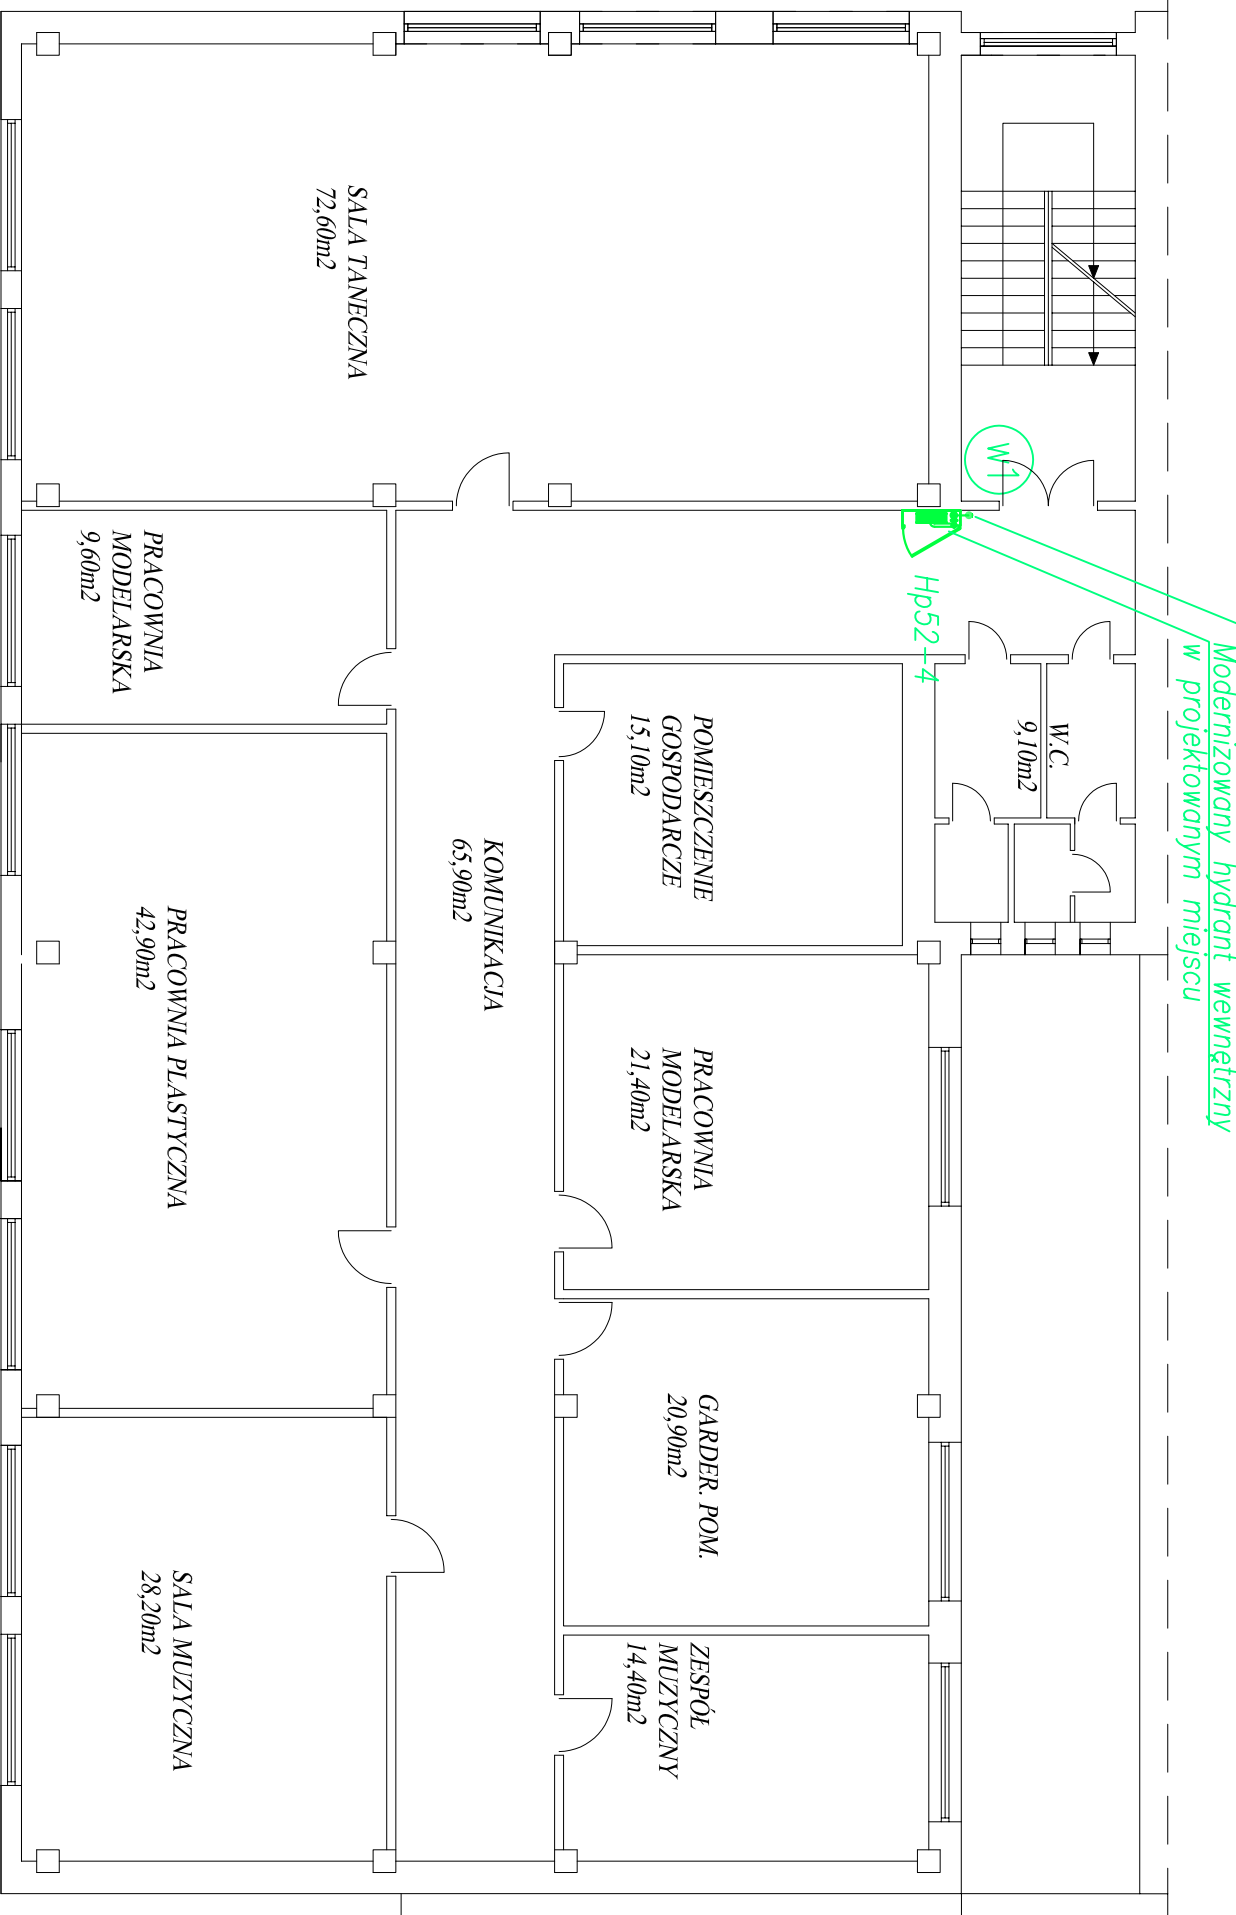 Modernizowany hydrant wewnętrzny
w projektowanym miejscu
W1
Hp52-4
W.C.
9,10m2
SALA TANECZNA
72,60m2
POMIESZCZENIE
GOSPODARCZE
15,10m2
PRACOWNIA
MODELARSKA
21,40m2
GARDER. POM.
20,90m2
ZESPÓŁ
MUZYCZNY
14,40m2
KOMUNIKACJA
65,90m2
PRACOWNIA
MODELARSKA
9,60m2
PRACOWNIA PLASTYCZNA
42,90m2
SALA MUZYCZNA
28,20m2